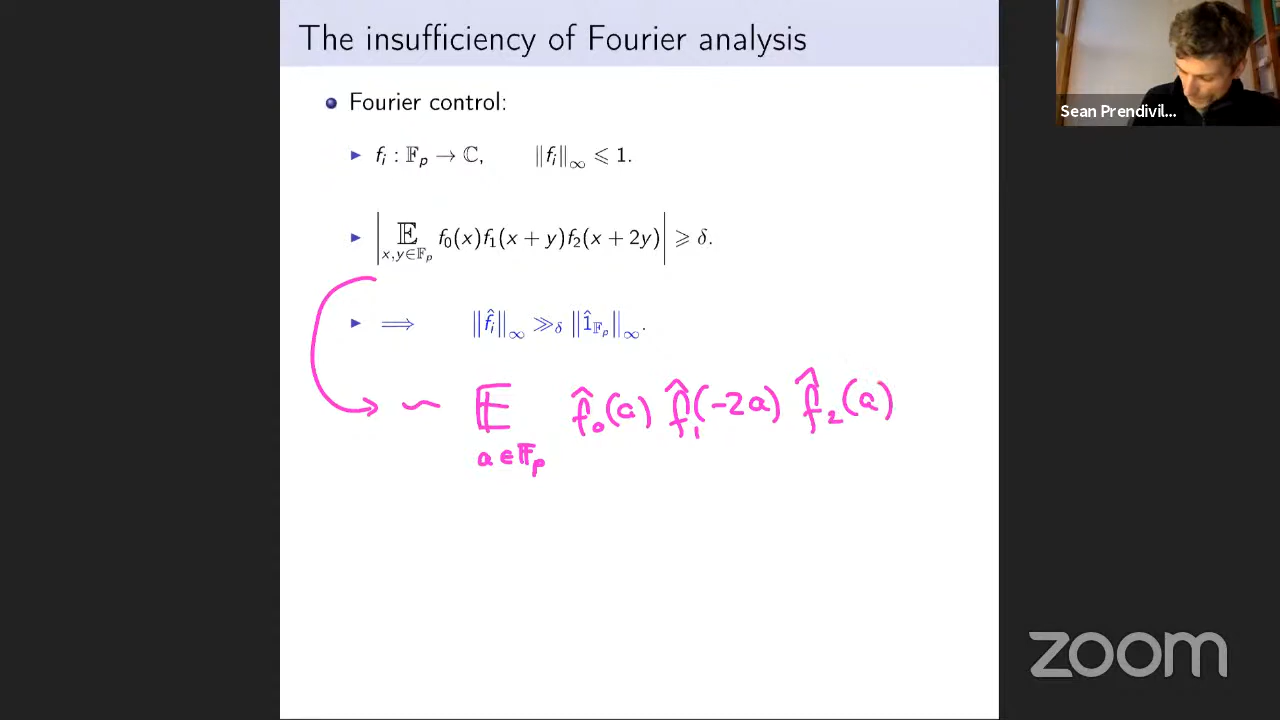 The insufficiency of Fourier analysis
Sean Prendivil...
Fourier control:
f_i : 𝔽_p → ℂ, ‖f_i‖_∞ ⩽ 1.
|𝔼_{x,y∈𝔽_p} f_0(x)f_1(x + y)f_2(x + 2y)| ⩾ δ.
⟹ ‖f̂_i‖_∞ ≫_δ ‖1̂_{𝔽_p}‖_∞.
~ 𝔼_{a∈𝔽_p} f̂_0(a) f̂_1(-2a) f̂_2(a)
zoom